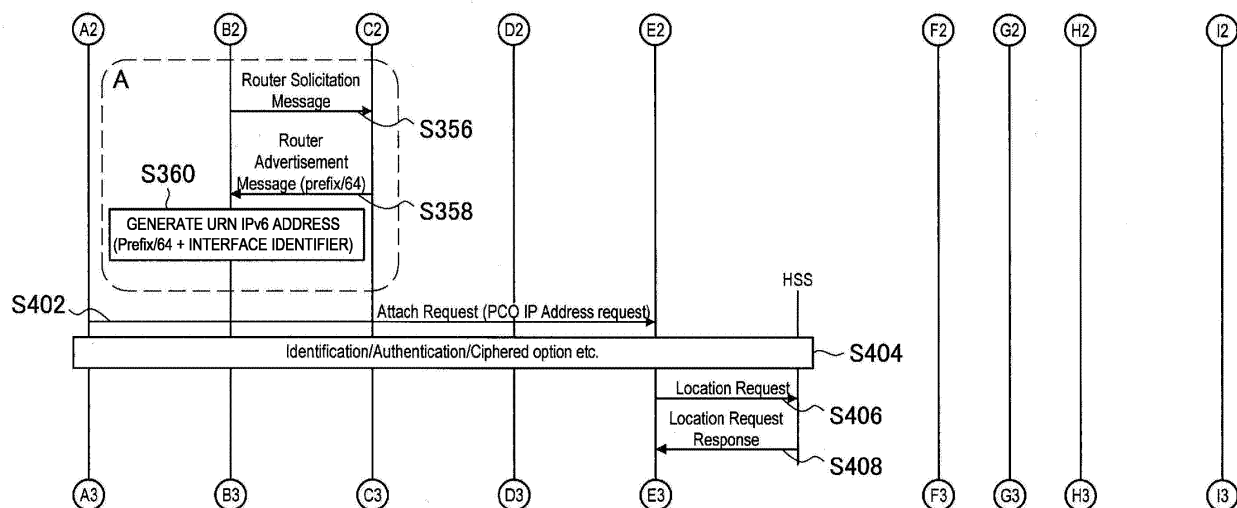 A2
B2
C2
D2
E2
F2
G2
H2
I2
A
Router Solicitation
Message
S356
Router
Advertisement
Message (prefix/64)
S358
S360
GENERATE URN IPv6 ADDRESS
(Prefix/64 + INTERFACE IDENTIFIER)
HSS
S402
Attach Request (PCO IP Address request)
Identification/Authentication/Ciphered option etc.
S404
Location Request
S406
Location Request
Response
S408
A3
B3
C3
D3
E3
F3
G3
H3
I3